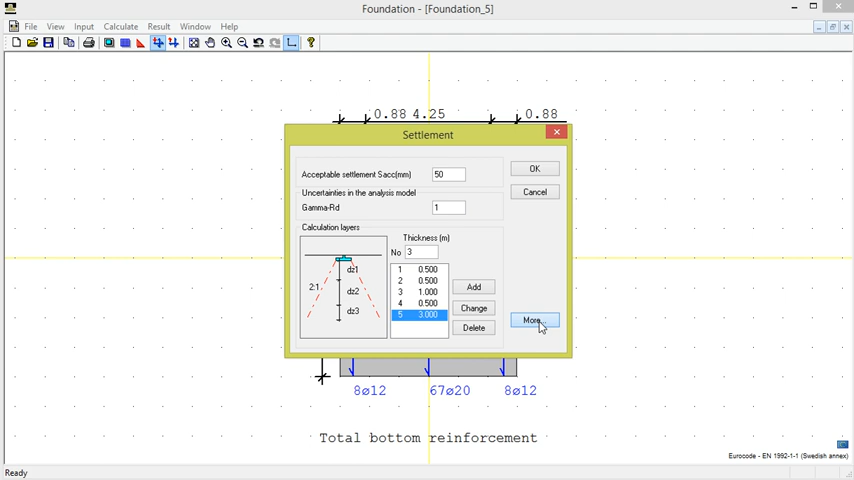 Foundation - [Foundation_5]
File View Input Calculate Result Window Help
0.88 4.25 0.88
Settlement
Acceptable settlement Sacc(mm) 50
OK
Uncertainties in the analysis model
Cancel
Gamma-Rd 1
Calculation layers
Thickness (m)
No 3
1 0.500
2 0.500
3 1.000
4 0.500
5 3.000
2:1
dz1
dz2
dz3
Add
Change
Delete
More...
8ø12 67ø20 8ø12
Total bottom reinforcement
Eurocode - EN 1992-1-1 (Swedish annex)
Ready